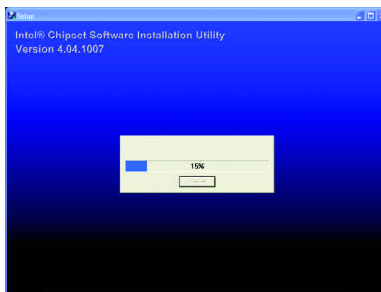 Setup
Intel® Chipset Software Installation Utility
Version 4.04.1007
15%